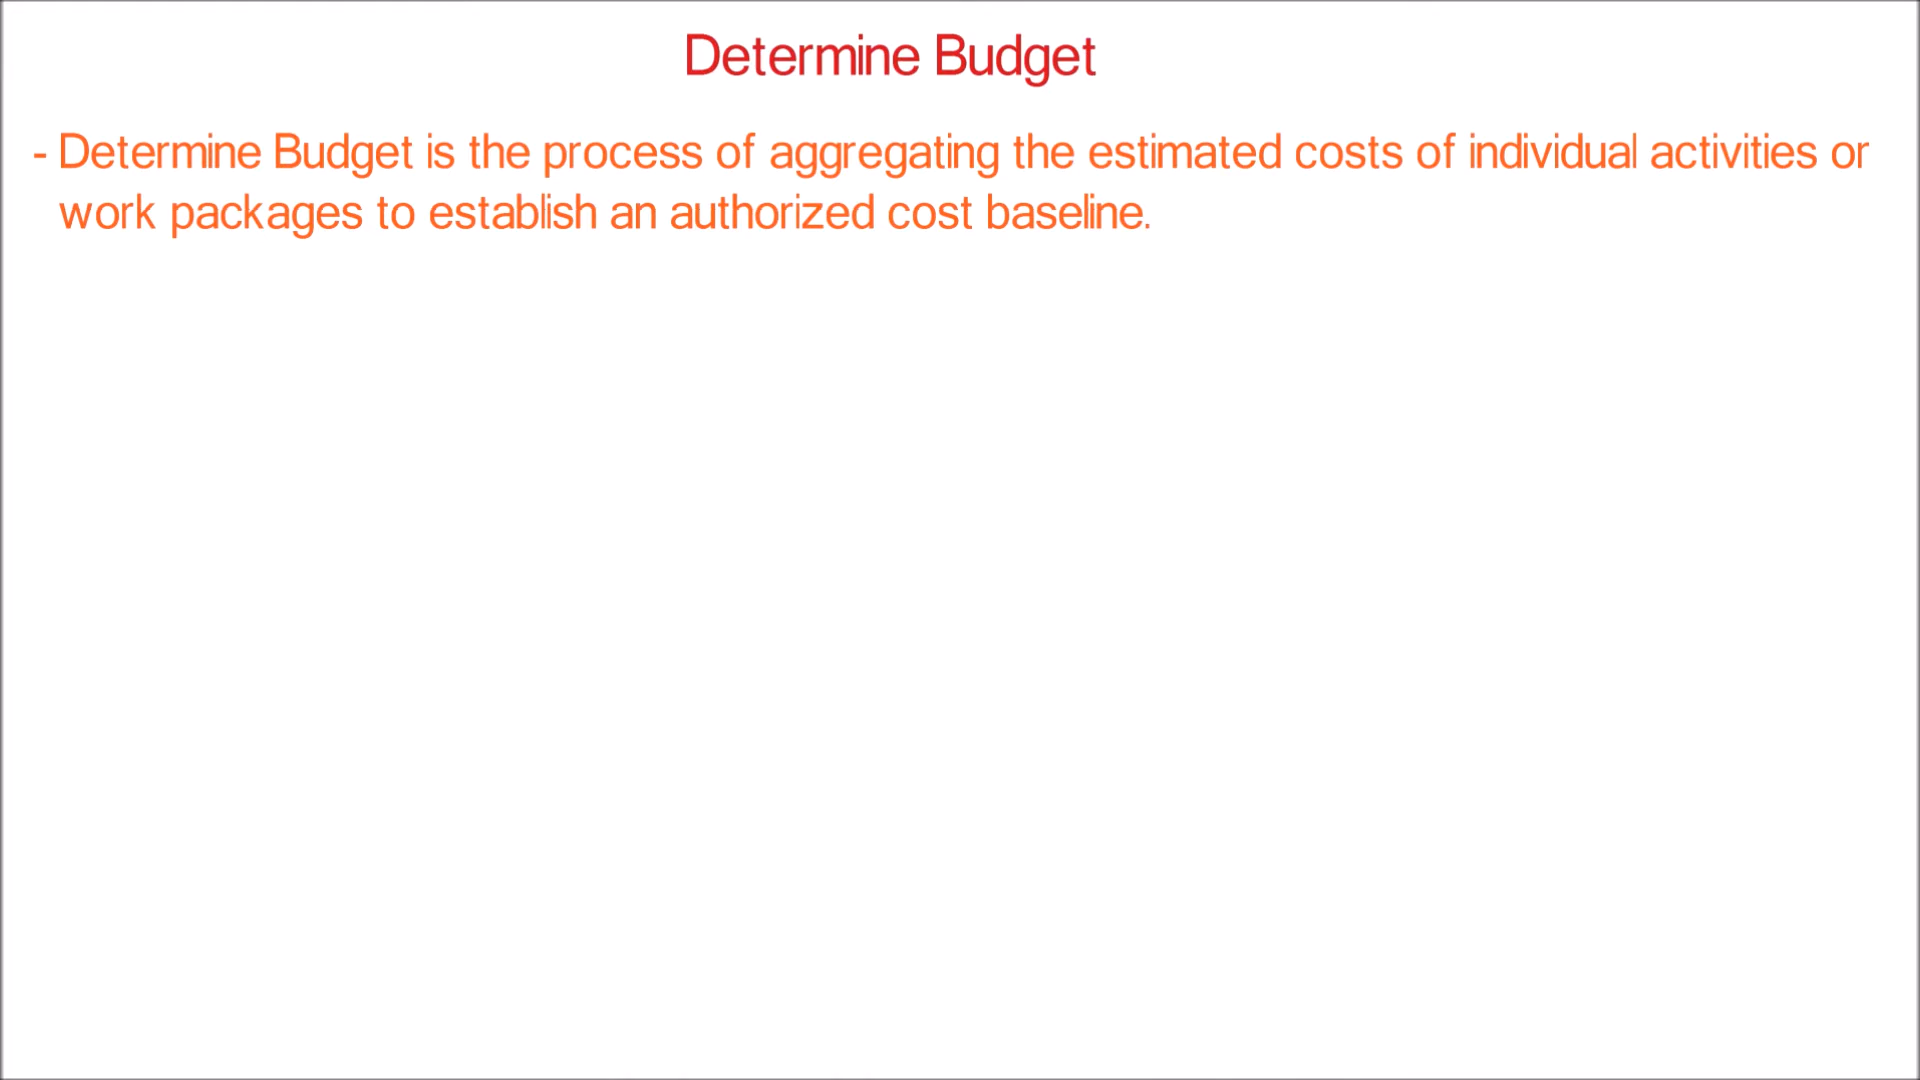 Determine Budget
- Determine Budget is the process of aggregating the estimated costs of individual activities or
work packages to establish an authorized cost baseline.